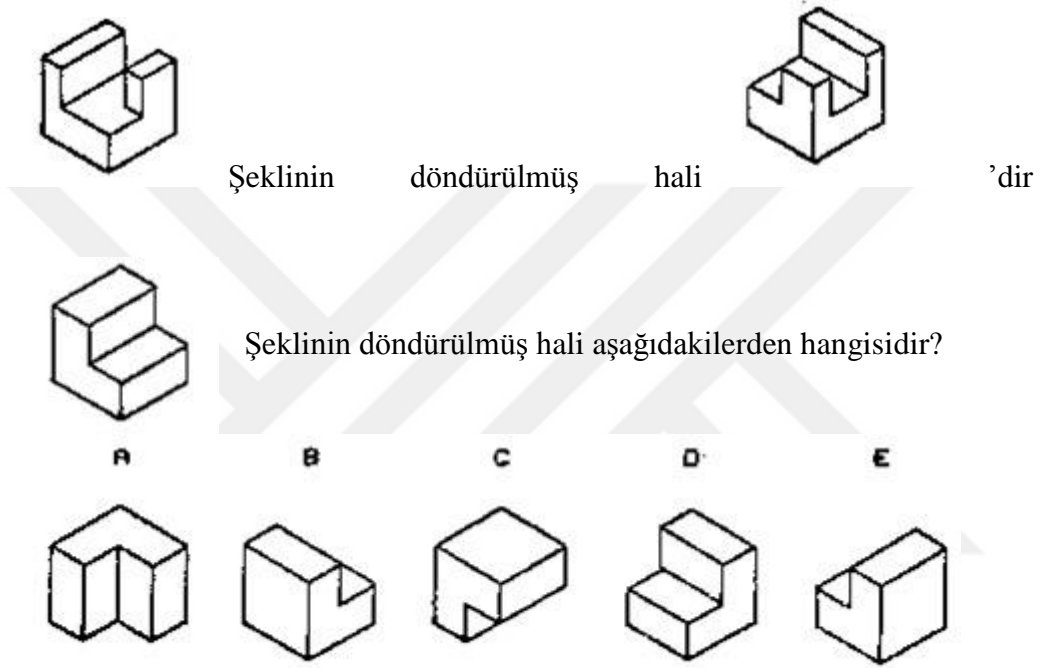 Şeklinin döndürülmüş hali 'dir
Şeklinin döndürülmüş hali aşağıdakilerden hangisidir?
A B C D E